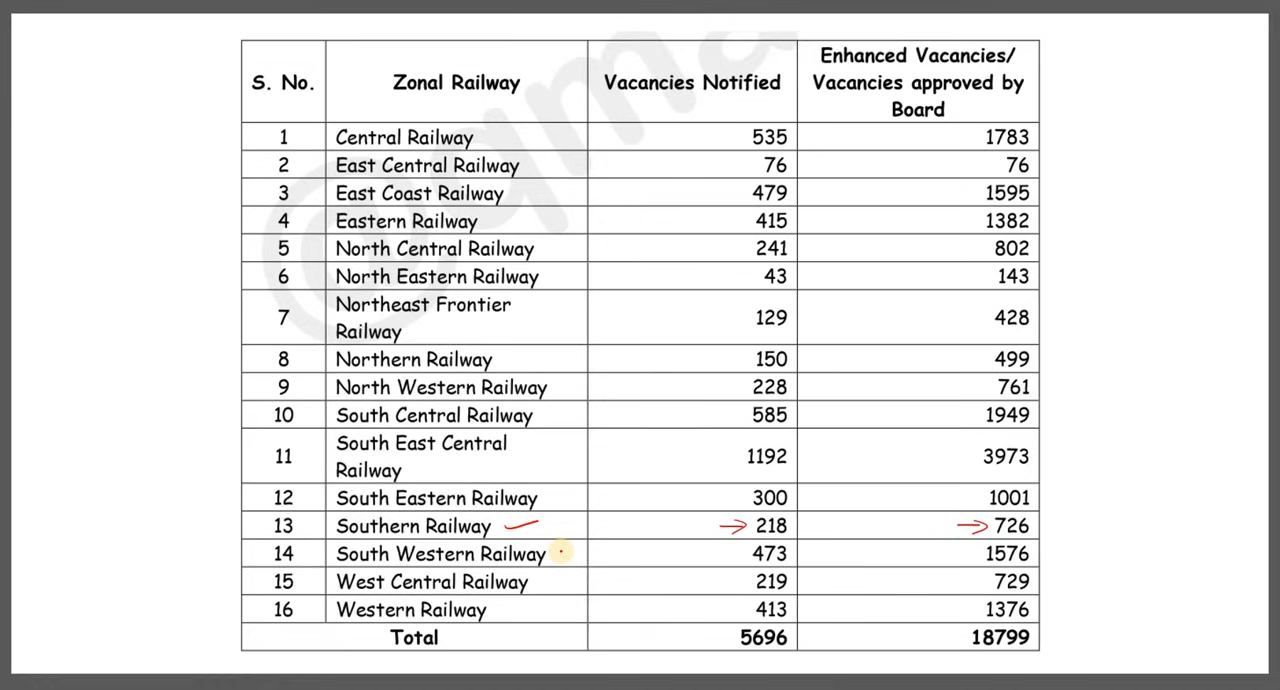 S. No. Zonal Railway Vacancies Notified Enhanced Vacancies/ Vacancies approved by Board
1 Central Railway 535 1783
2 East Central Railway 76 76
3 East Coast Railway 479 1595
4 Eastern Railway 415 1382
5 North Central Railway 241 802
6 North Eastern Railway 43 143
7 Northeast Frontier Railway 129 428
8 Northern Railway 150 499
9 North Western Railway 228 761
10 South Central Railway 585 1949
11 South East Central Railway 1192 3973
12 South Eastern Railway 300 1001
13 Southern Railway 218 726
14 South Western Railway 473 1576
15 West Central Railway 219 729
16 Western Railway 413 1376
Total 5696 18799